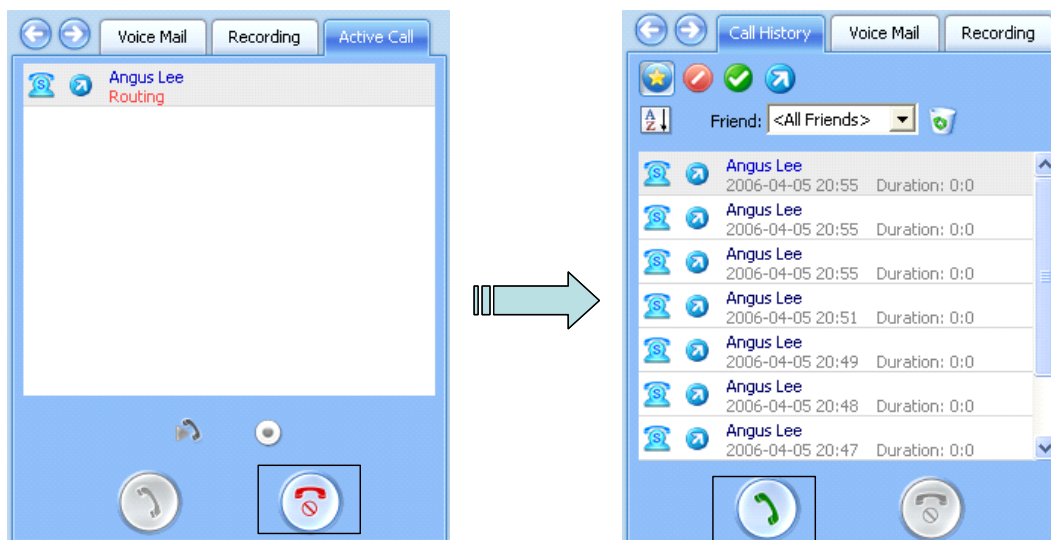 Voice Mail Recording Active Call
Angus Lee
Routing
Call History Voice Mail Recording
A
Z
Friend: <All Friends>
Angus Lee
2006-04-05 20:55 Duration: 0:0
Angus Lee
2006-04-05 20:55 Duration: 0:0
Angus Lee
2006-04-05 20:55 Duration: 0:0
Angus Lee
2006-04-05 20:51 Duration: 0:0
Angus Lee
2006-04-05 20:49 Duration: 0:0
Angus Lee
2006-04-05 20:48 Duration: 0:0
Angus Lee
2006-04-05 20:47 Duration: 0:0